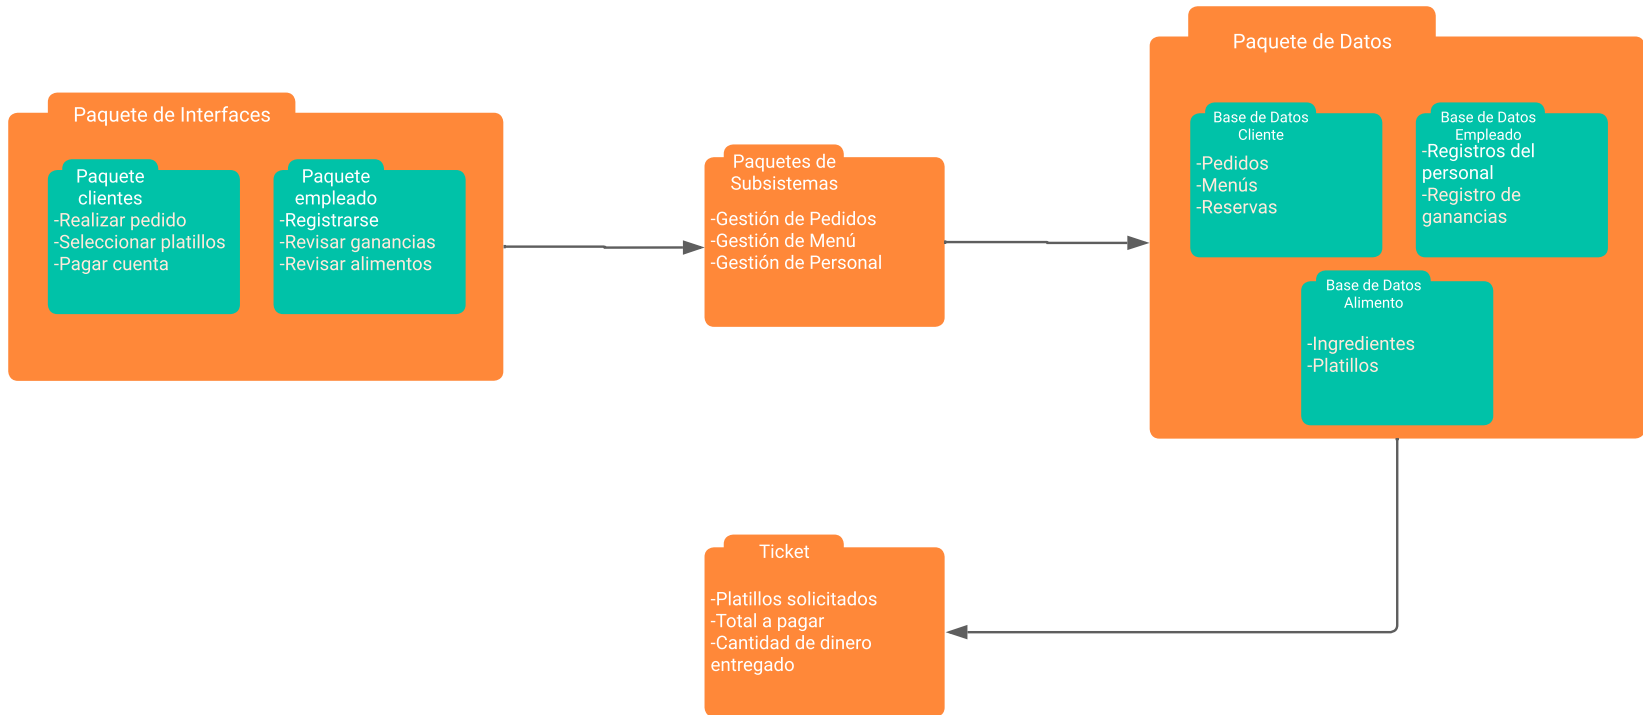 Paquete de Interfaces
Paquete
clientes
-Realizar pedido
-Seleccionar platillos
-Pagar cuenta
Paquete
empleado
-Registrarse
-Revisar ganancias
-Revisar alimentos
Paquetes de
Subsistemas
-Gestión de Pedidos
-Gestión de Menú
-Gestión de Personal
Paquete de Datos
Base de Datos
Cliente
-Pedidos
-Menús
-Reservas
Base de Datos
Empleado
-Registros del
personal
-Registro de
ganancias
Base de Datos
Alimento
-Ingredientes
-Platillos
Ticket
-Platillos solicitados
-Total a pagar
-Cantidad de dinero
entregado